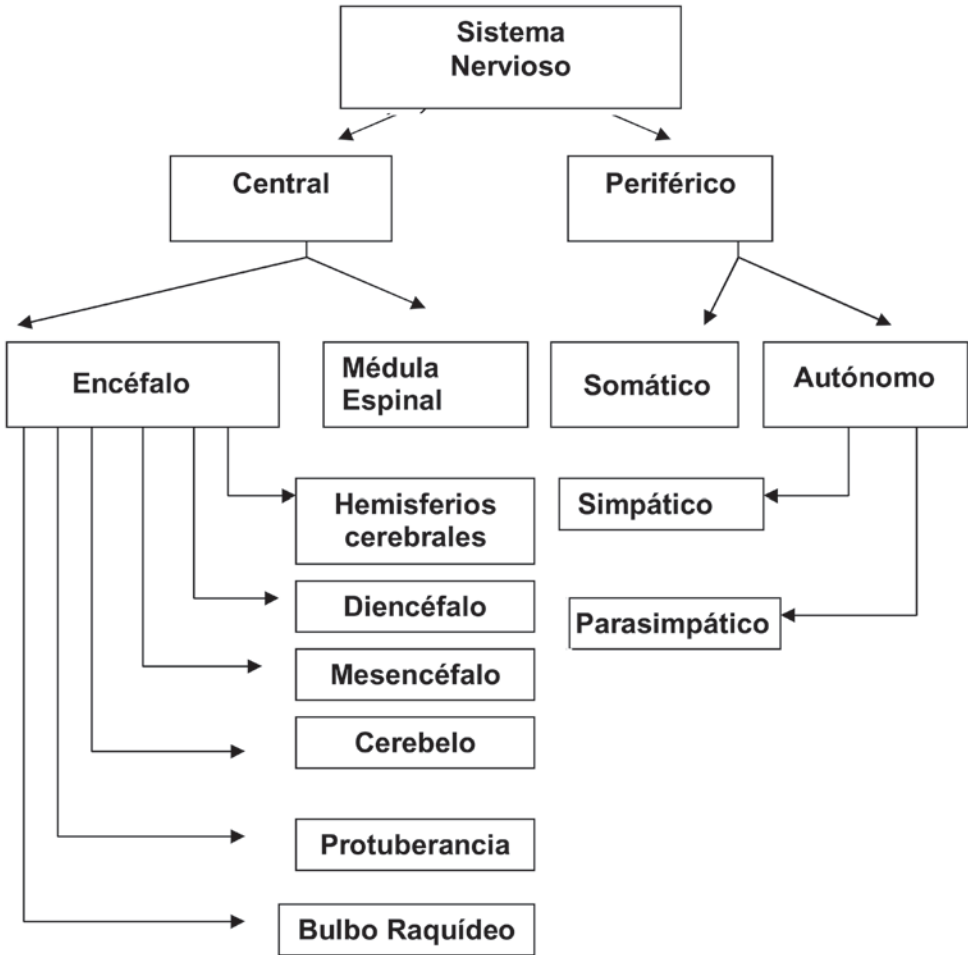 Sistema
Nervioso
Central
Periférico
Encéfalo
Médula
Espinal
Somático
Autónomo
Hemisferios
cerebrales
Simpático
Diencéfalo
Parasimpático
Mesencéfalo
Cerebelo
Protuberancia
Bulbo Raquídeo